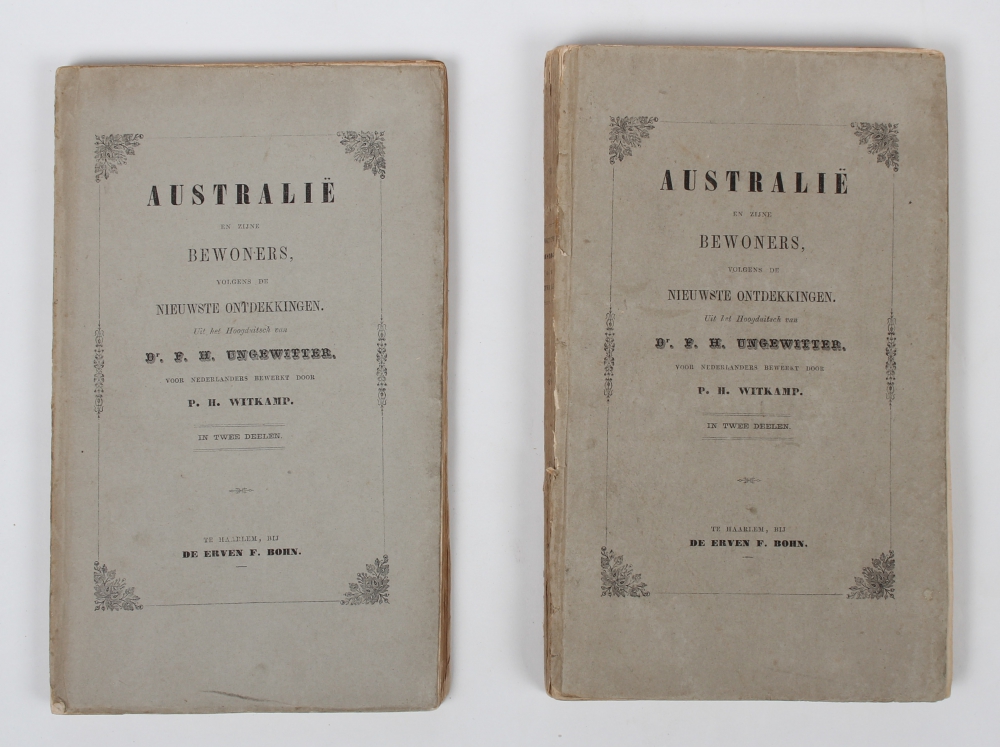 AUSTRALIË
EN ZIJNE
BEWONERS,
VOLGENS DE
NIEUWSTE ONTDEKKINGEN.
Uit het Hoogduitsch van
Dr. F. H. UNGEWITTER,
VOOR NEDERLANDERS BEWERKT DOOR
P. H. WITKAMP.
IN TWEE DEELEN.
TE HAARLEM, BIJ
DE ERVEN F. BOHN.
AUSTRALIË
EN ZIJNE
BEWONERS,
VOLGENS DE
NIEUWSTE ONTDEKKINGEN.
Uit het Hoogduitsch van
Dr. F. H. UNGEWITTER,
VOOR NEDERLANDERS BEWERKT DOOR
P. H. WITKAMP.
IN TWEE DEELEN.
TE HAARLEM, BIJ
DE ERVEN F. BOHN.